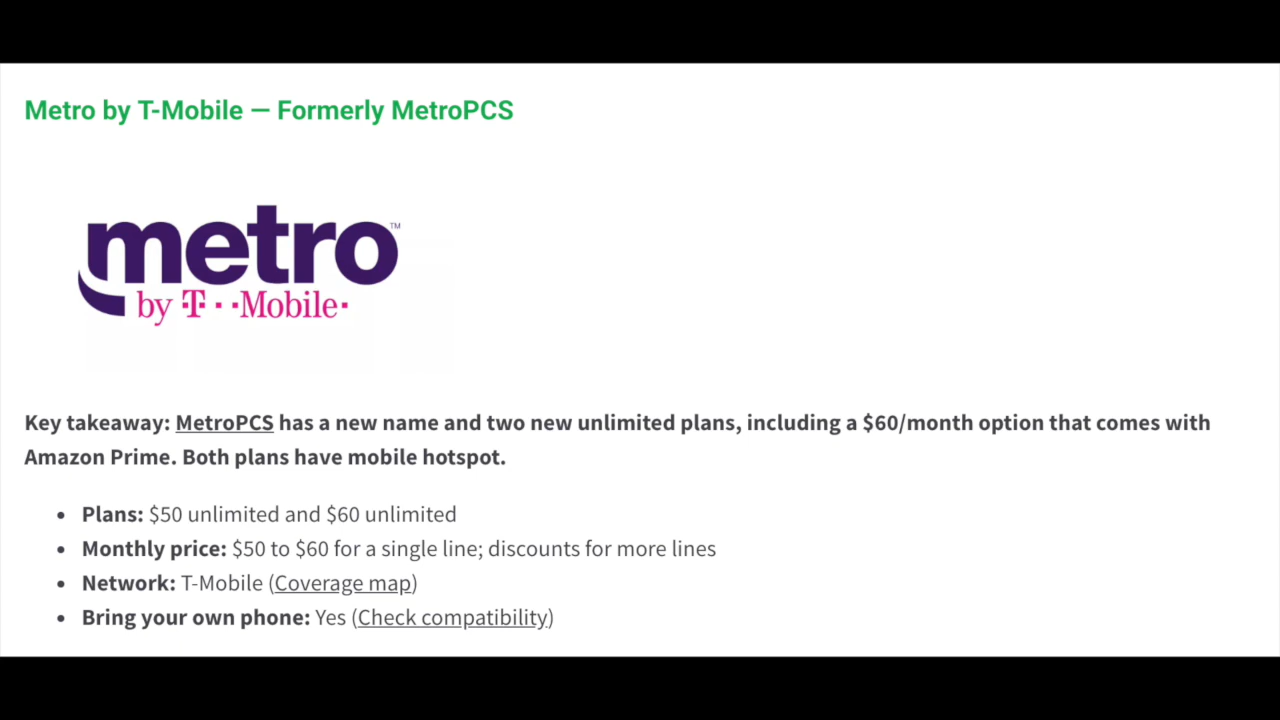 Metro by T-Mobile — Formerly MetroPCS
metro™
by T··Mobile·
Key takeaway: MetroPCS has a new name and two new unlimited plans, including a $60/month option that comes with
Amazon Prime. Both plans have mobile hotspot.
• Plans: $50 unlimited and $60 unlimited
• Monthly price: $50 to $60 for a single line; discounts for more lines
• Network: T-Mobile (Coverage map)
• Bring your own phone: Yes (Check compatibility)